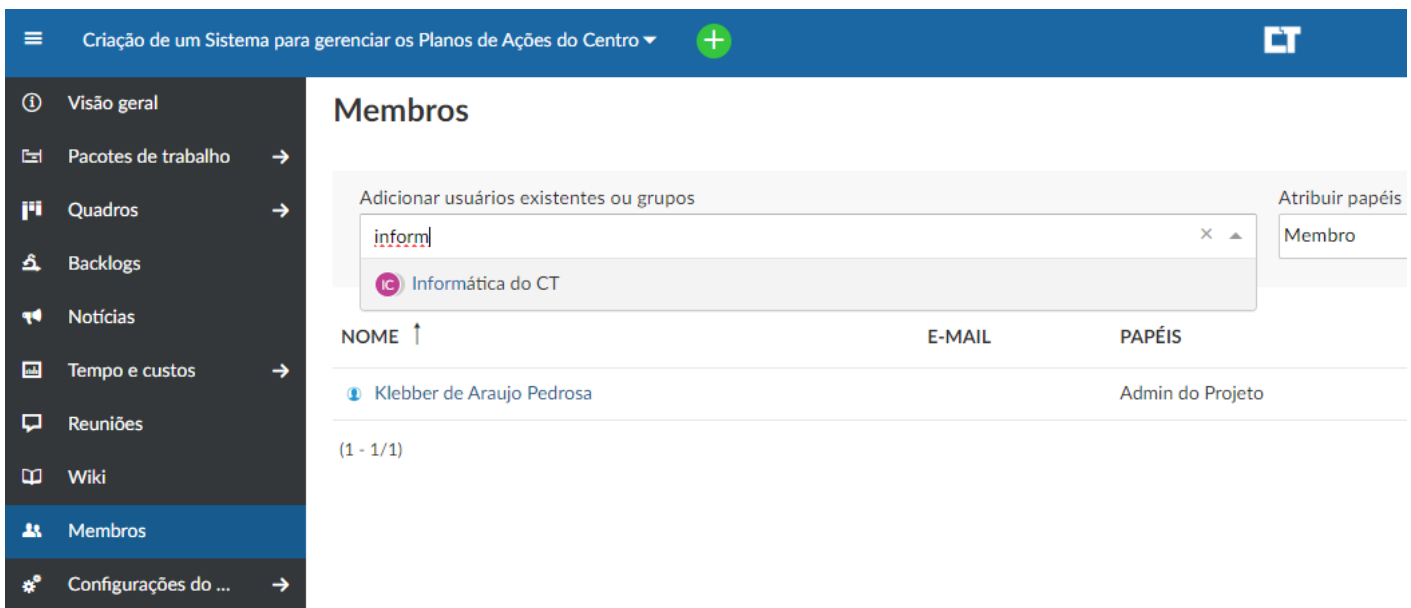 Criação de um Sistema para gerenciar os Planos de Ações do Centro
CT
Visão geral
Pacotes de trabalho
Quadros
Backlogs
Notícias
Tempo e custos
Reuniões
Wiki
Membros
Configurações do ...
Membros
Adicionar usuários existentes ou grupos
Atribuir papéis
inform
Membro
IC Informática do CT
NOME E-MAIL PAPÉIS
Klebber de Araujo Pedrosa Admin do Projeto
(1 - 1/1)